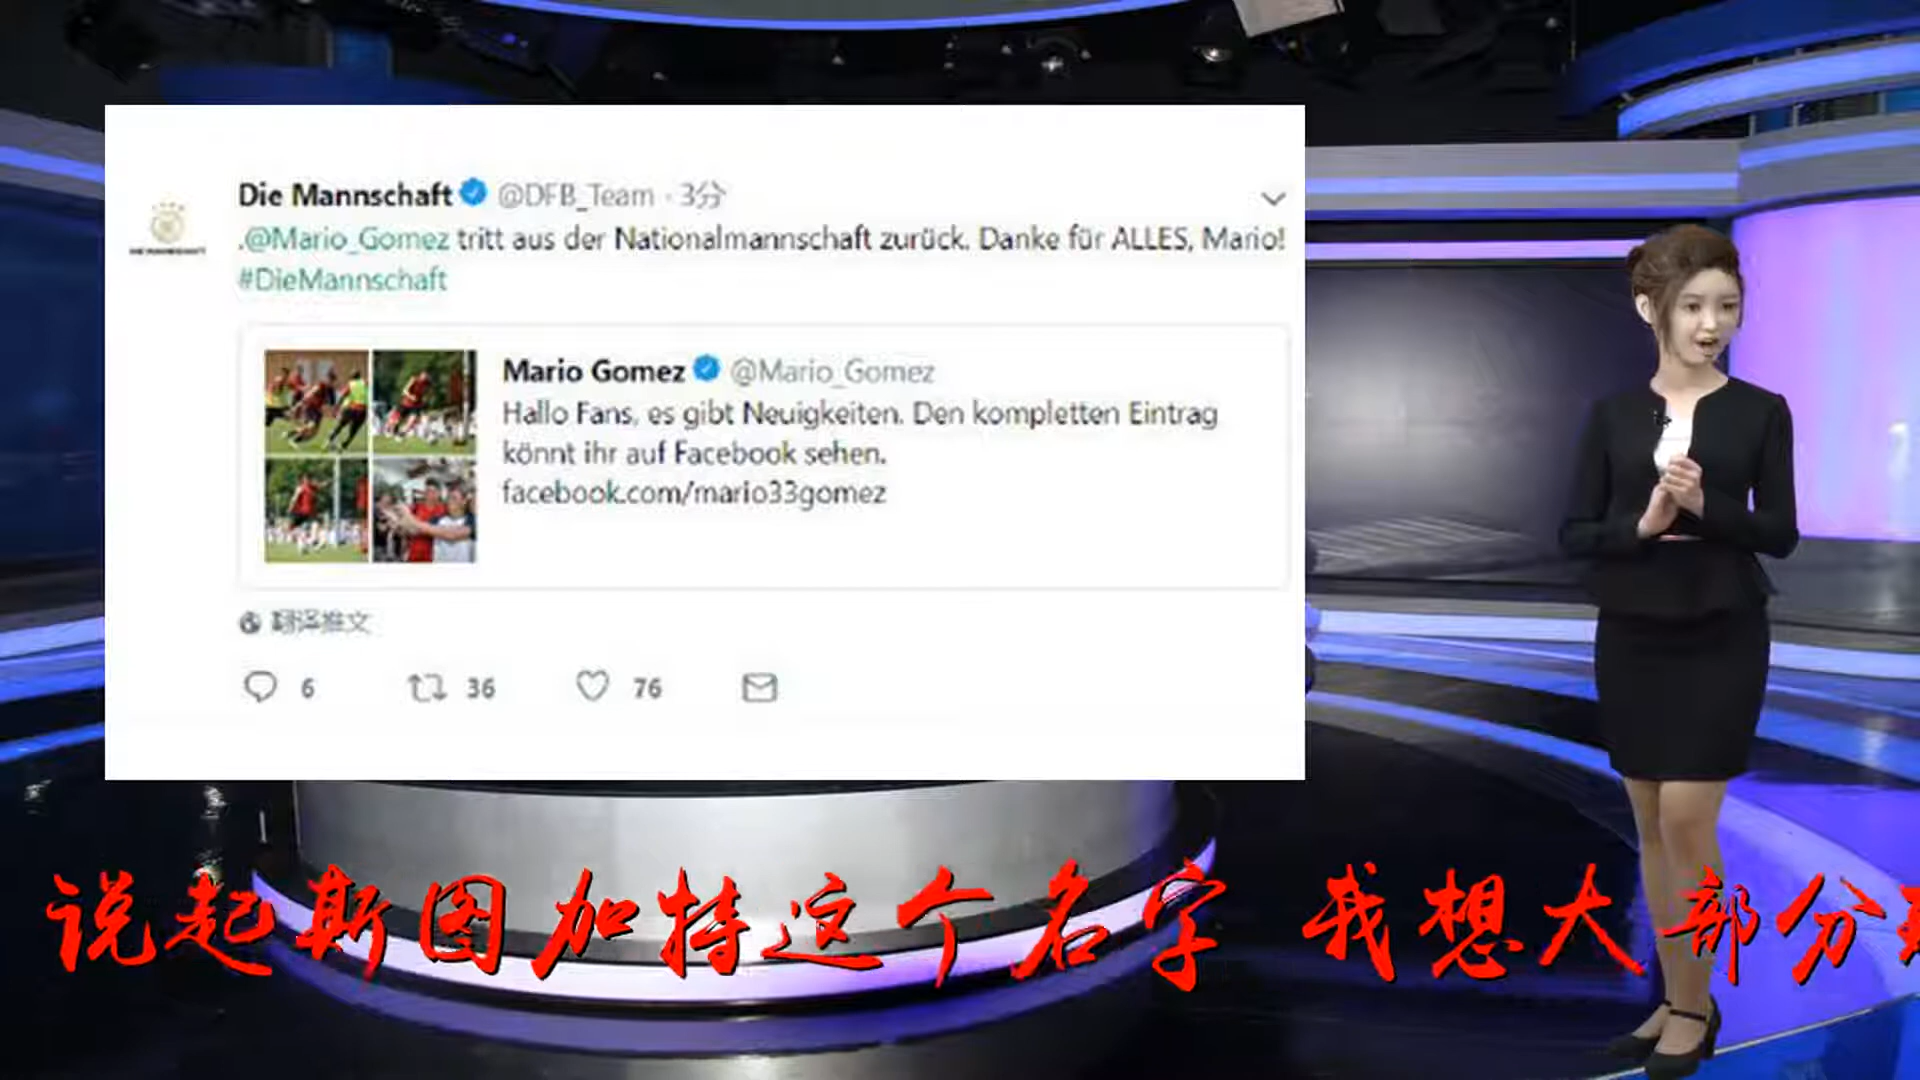 Die Mannschaft @DFB_Team · 3分
.@Mario_Gomez tritt aus der Nationalmannschaft zurück. Danke für ALLES, Mario!
#DieMannschaft
DIE MANNSCHAFT
Mario Gomez @Mario_Gomez
Hallo Fans, es gibt Neuigkeiten. Den kompletten Eintrag
könnt ihr auf Facebook sehen.
facebook.com/mario33gomez
翻译推文
6 36 76
说起斯图加特这个名字 我想大部分